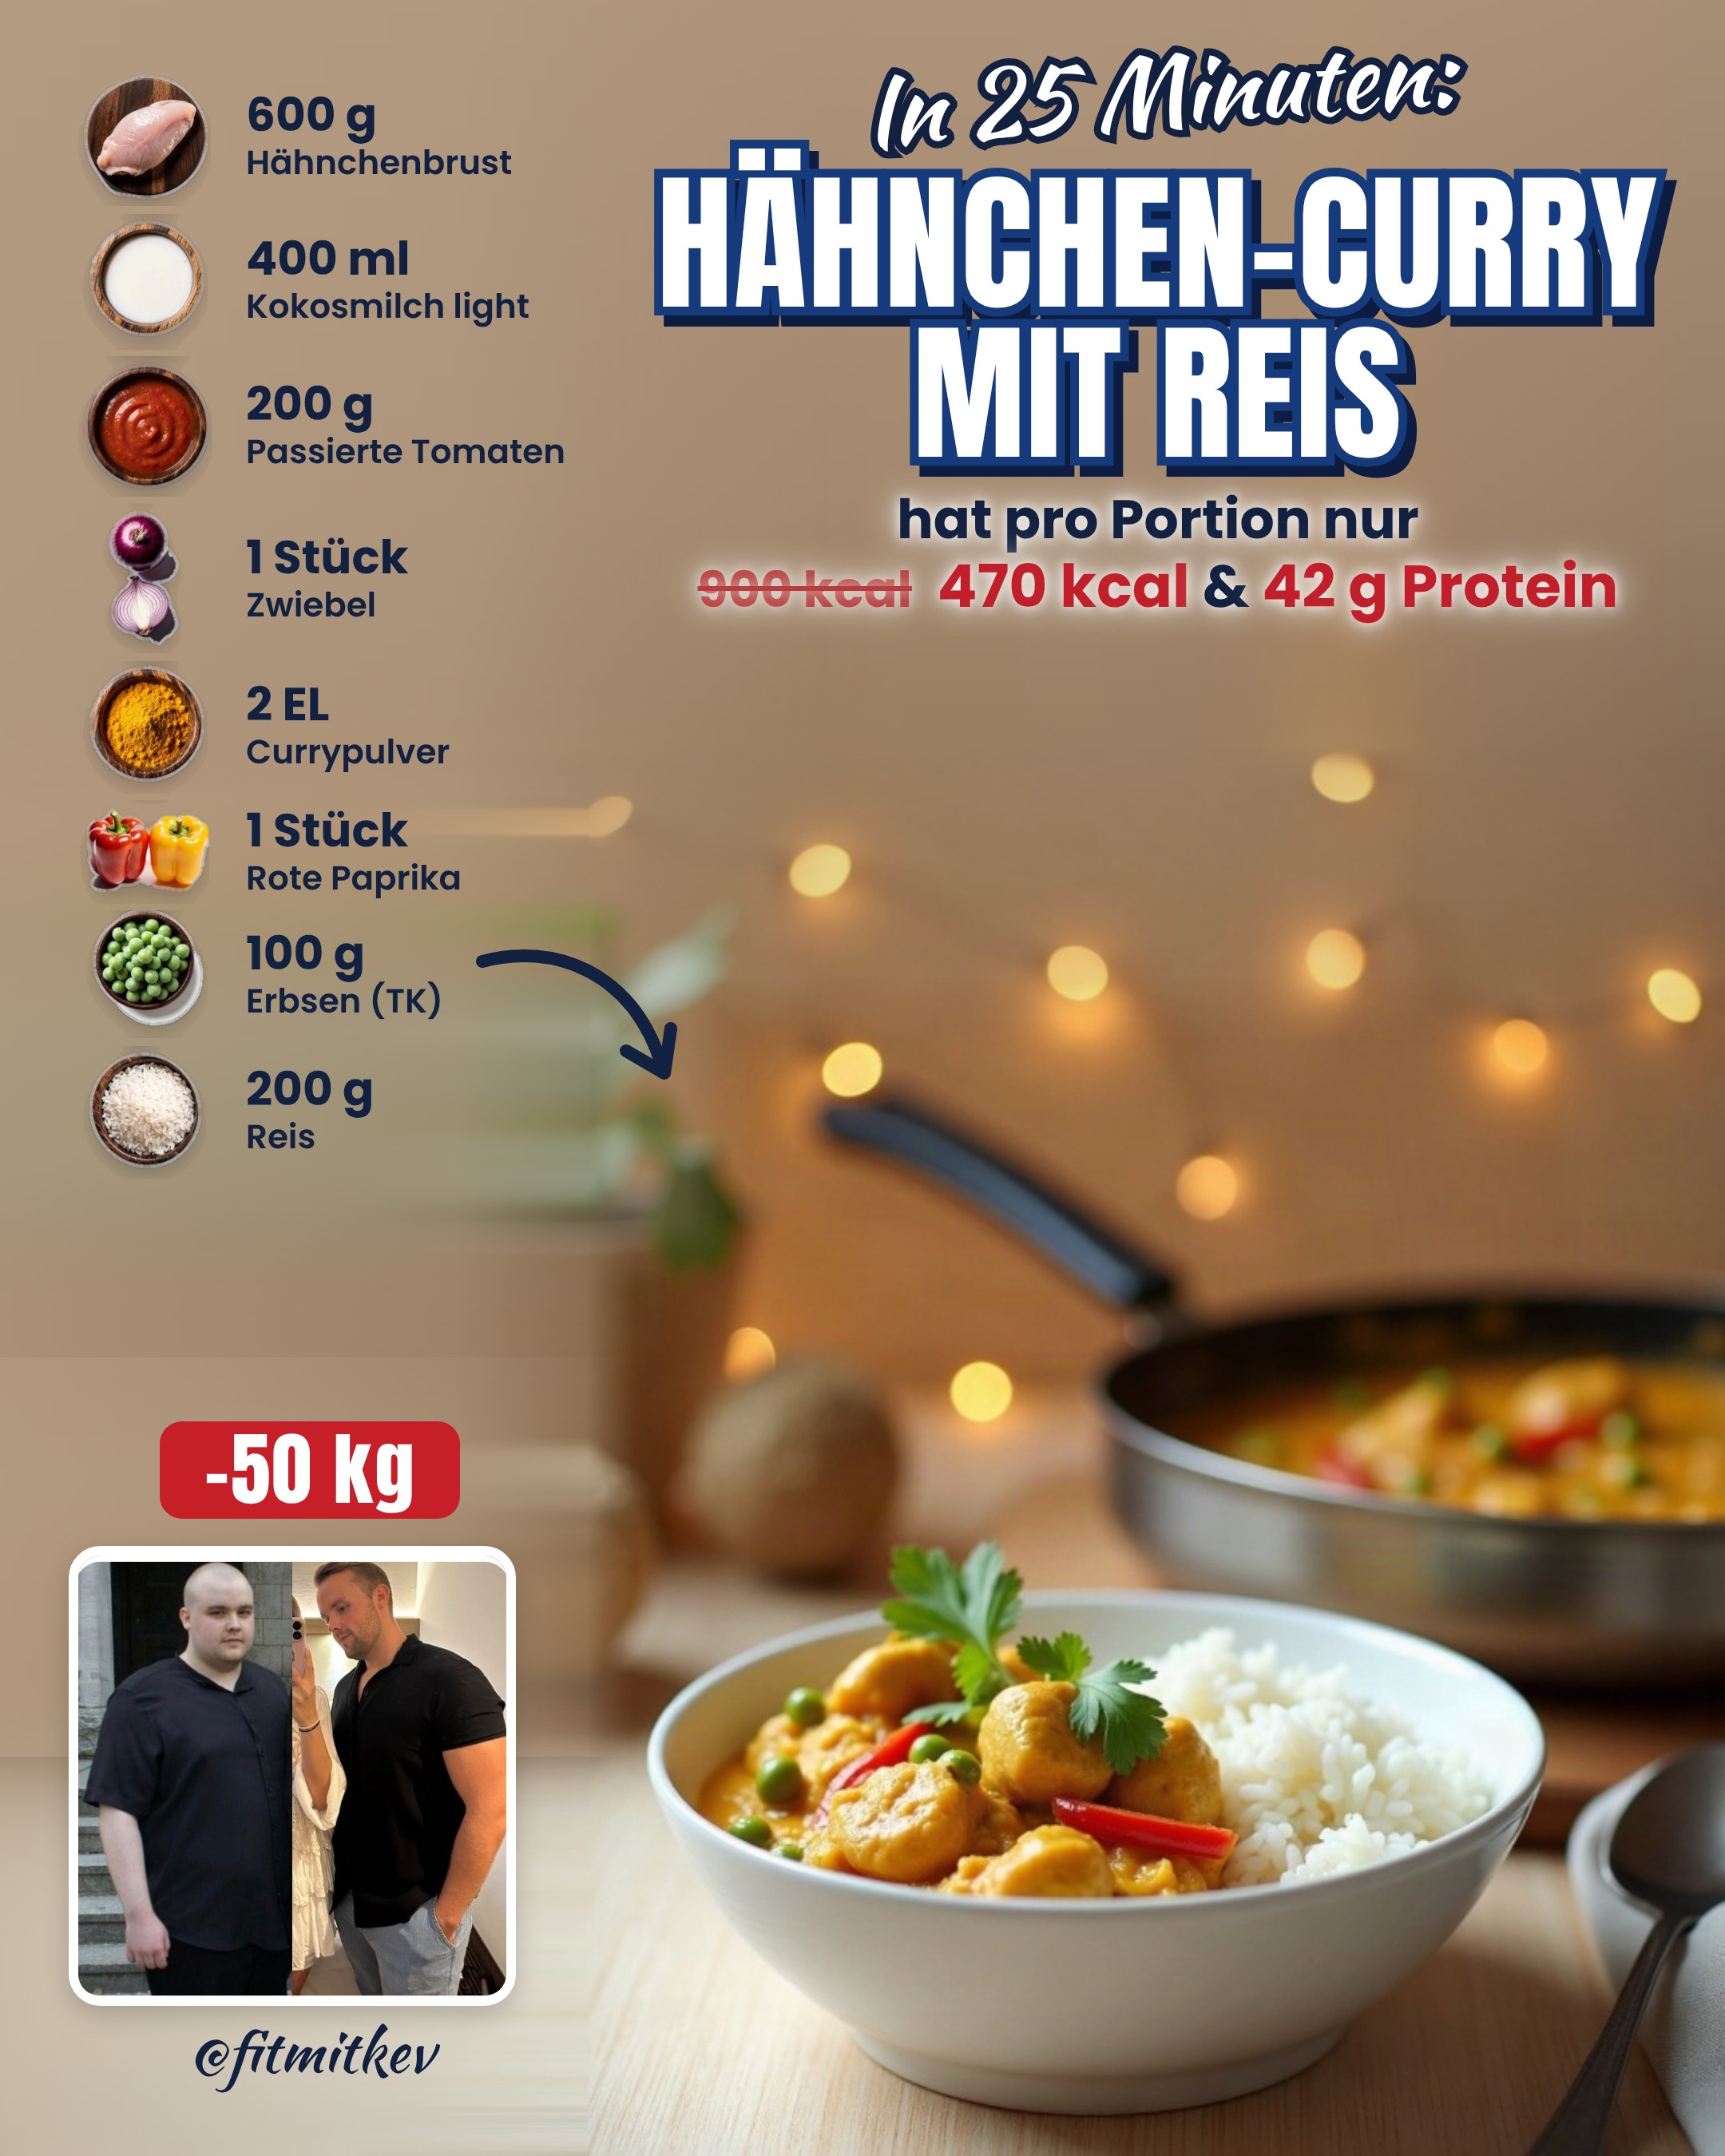 In 25 Minuten:
HÄHNCHEN-CURRY
MIT REIS
hat pro Portion nur
900 kcal 470 kcal & 42 g Protein
600 g
Hähnchenbrust
400 ml
Kokosmilch light
200 g
Passierte Tomaten
1 Stück
Zwiebel
2 EL
Currypulver
1 Stück
Rote Paprika
100 g
Erbsen (TK)
200 g
Reis
-50 kg
@fitmitkev